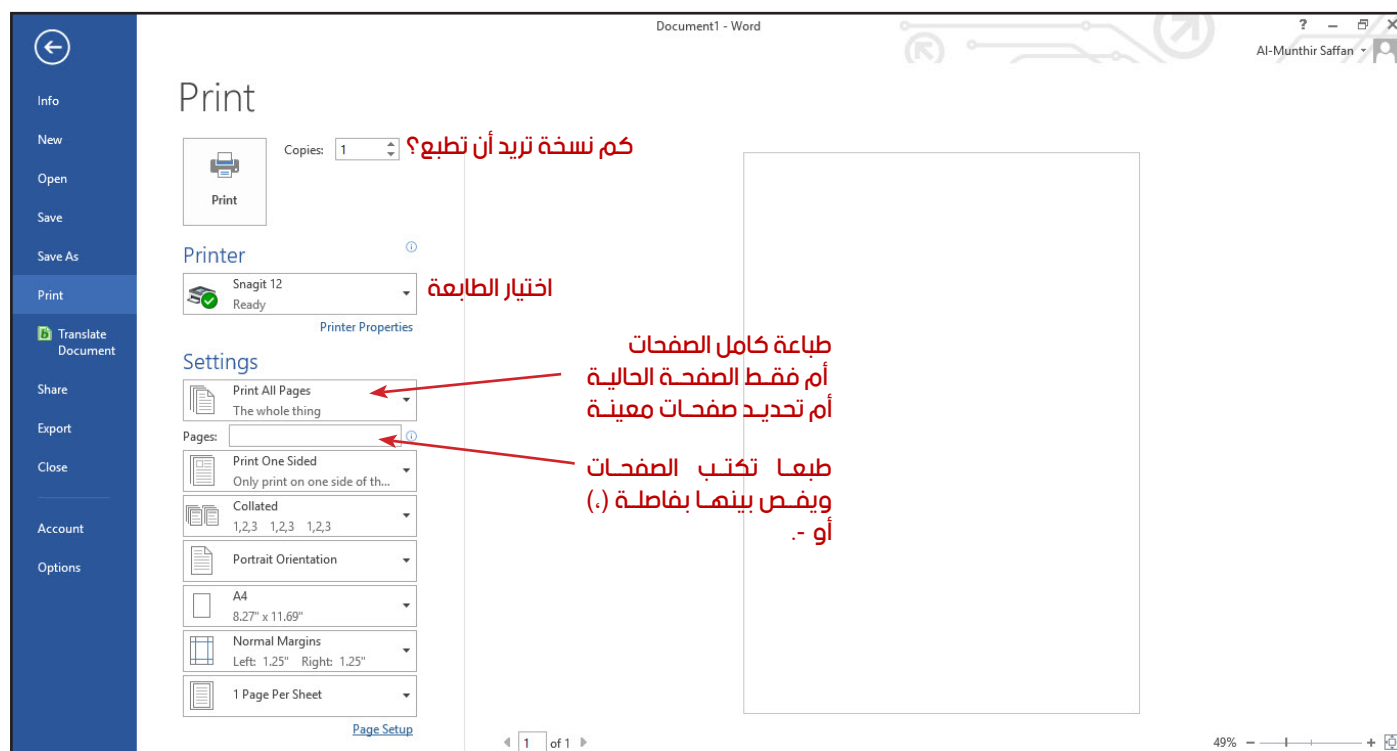 Document1 - Word
? – X
Al-Munthir Saffan
Info
New
Open
Save
Save As
Print
Translate
Document
Share
Export
Close
Account
Options
Print
Print
Copies: 1
كم نسخة تريد أن تطبع؟
Printer
Snagit 12
Ready
اختيار الطابعة
Printer Properties
Settings
Print All Pages
The whole thing
طباعة كامل الصفحات
أم فقط الصفحة الحالية
أم تحديد صفحات معينة
Pages:
طبعا تكتب الصفحات
ويفص بينها بفاصلة (،)
أو -.
Print One Sided
Only print on one side of th...
Collated
1,2,3 1,2,3 1,2,3
Portrait Orientation
A4
8.27" x 11.69"
Normal Margins
Left: 1.25" Right: 1.25"
1 Page Per Sheet
Page Setup
1 of 1
49% – +